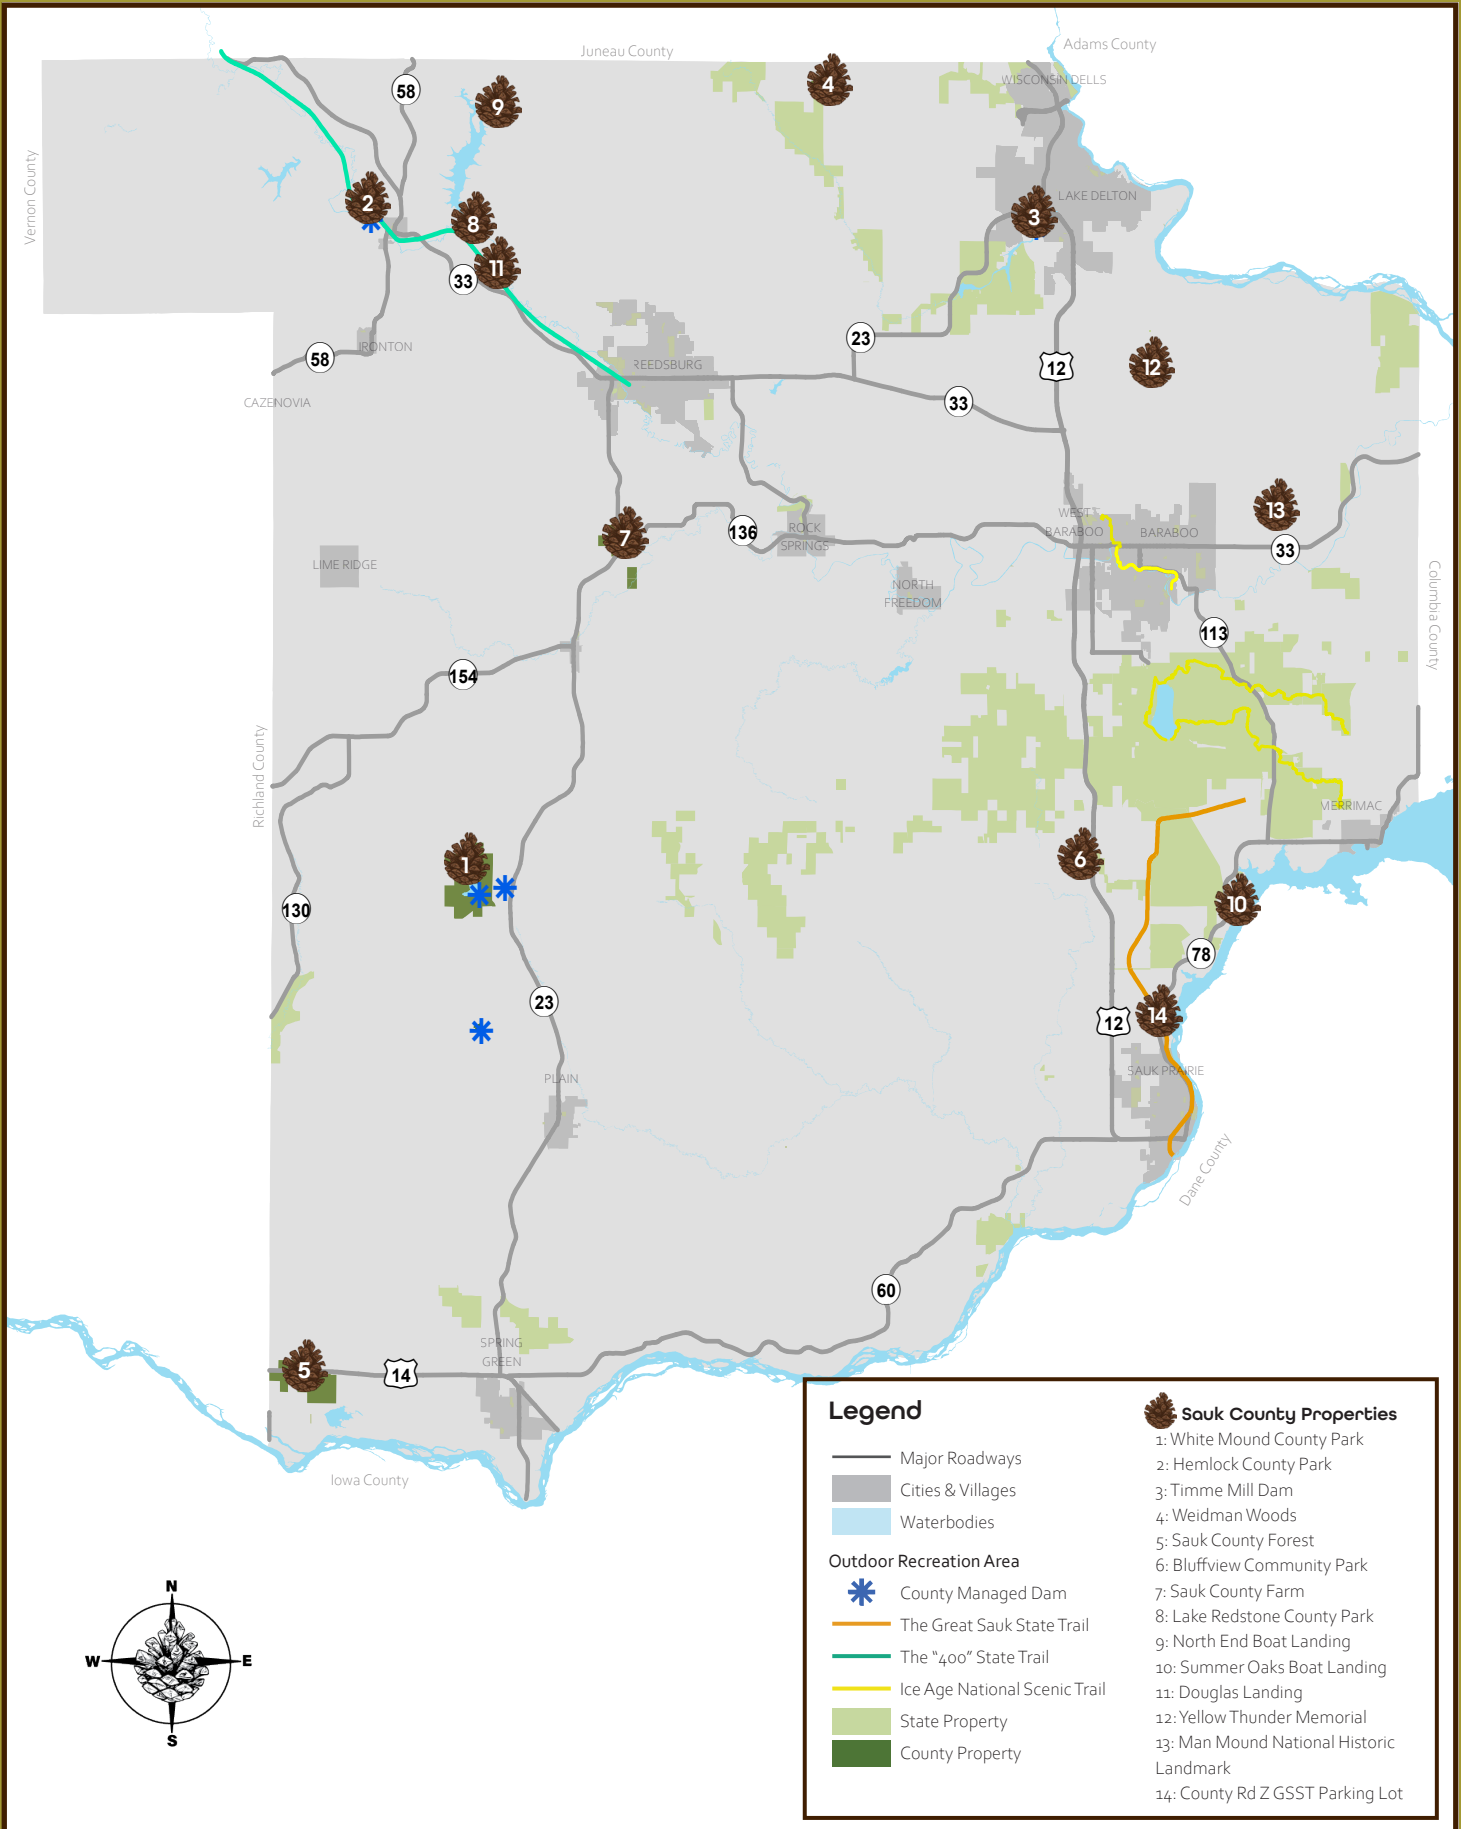 Juneau County
Adams County
WISCONSIN DELLS
58
9
4
Vernon County
2
8
LAKE DELTON
3
11
33
23
58
IRONTON
REEDSBURG
12
12
CAZENOVIA
33
7
136
ROCK
SPRINGS
WEST
BARABOO
BARABOO
13
33
LIME RIDGE
NORTH
FREEDOM
Columbia County
113
154
Richland County
MERRIMAC
1
6
130
10
78
23
12
14
PLAIN
SAUK PRAIRIE
Dane County
60
SPRING
GREEN
5
14
Iowa County
Legend
Major Roadways
Cities & Villages
Waterbodies
Outdoor Recreation Area
County Managed Dam
The Great Sauk State Trail
The "400" State Trail
Ice Age National Scenic Trail
State Property
County Property
Sauk County Properties
1: White Mound County Park
2: Hemlock County Park
3: Timme Mill Dam
4: Weidman Woods
5: Sauk County Forest
6: Bluffview Community Park
7: Sauk County Farm
8: Lake Redstone County Park
9: North End Boat Landing
10: Summer Oaks Boat Landing
11: Douglas Landing
12: Yellow Thunder Memorial
13: Man Mound National Historic
Landmark
14: County Rd Z GSST Parking Lot
N
W
E
S